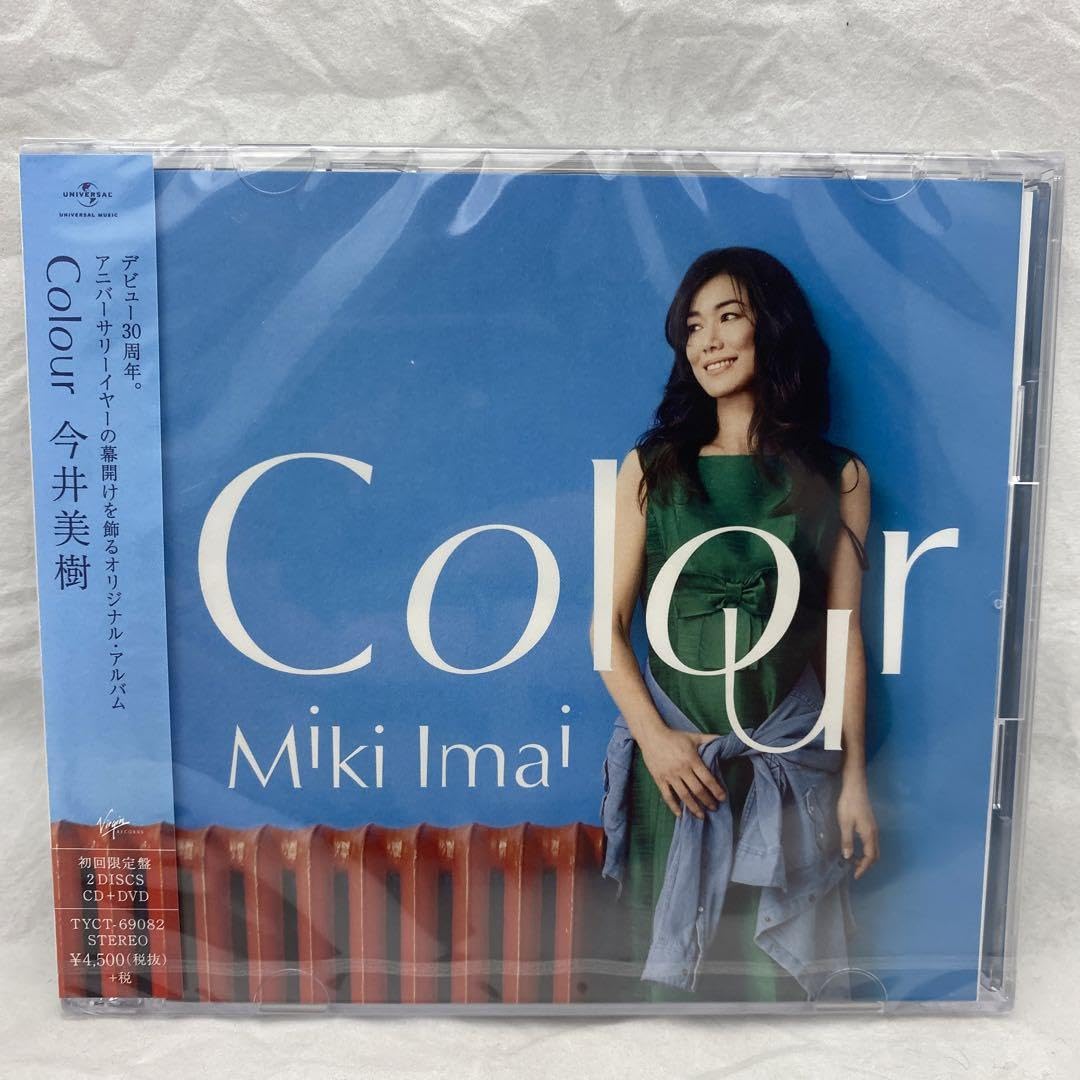 UNIVERSAL
UNIVERSAL MUSIC
デビュー30周年。
アニバーサリーイヤーの幕開けを飾るオリジナル・アルバム
Colour 今井美樹
Virgin
RECORDS
初回限定盤
2DISCS
CD+DVD
TYCT-69082
STEREO
¥4,500(税抜)
+税
Colour
Miki Imai